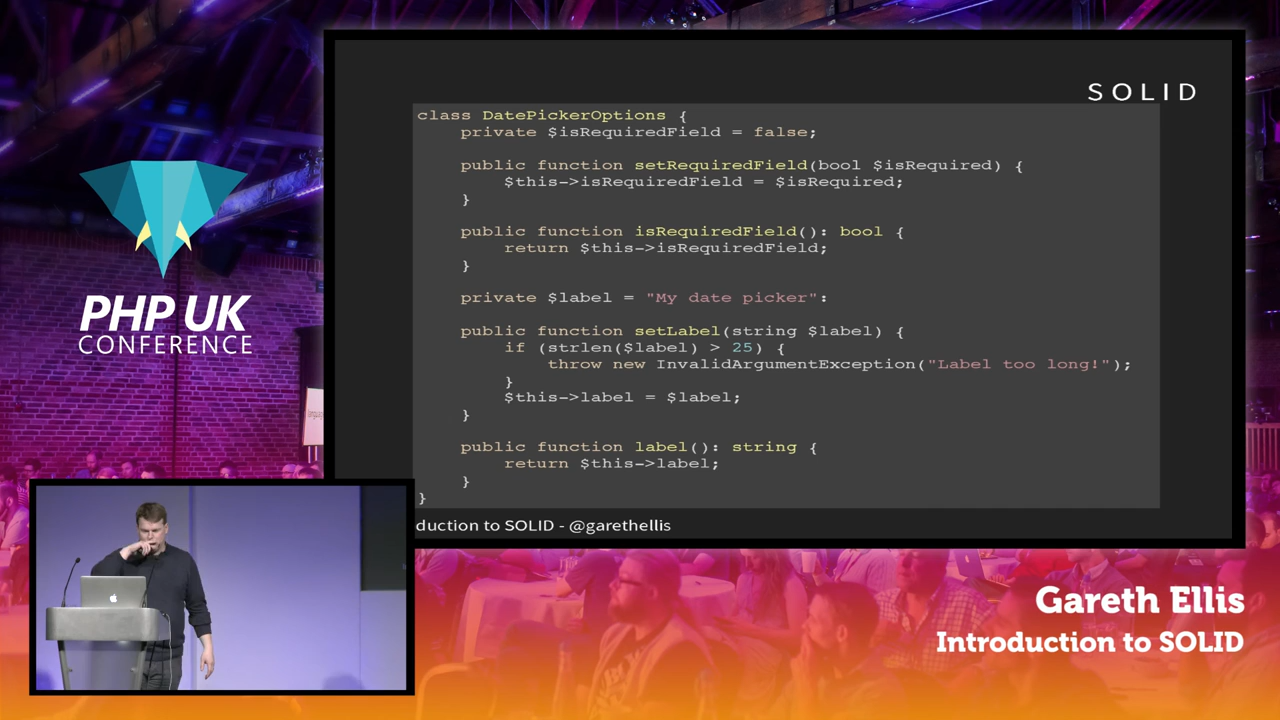 SOLID
class DatePickerOptions {
private $isRequiredField = false;
public function setRequiredField(bool $isRequired) {
$this->isRequiredField = $isRequired;
}
public function isRequiredField(): bool {
return $this->isRequiredField;
}
private $label = "My date picker":
public function setLabel(string $label) {
if (strlen($label) > 25) {
throw new InvalidArgumentException("Label too long!");
}
$this->label = $label;
}
public function label(): string {
return $this->label;
}
}
duction to SOLID - @garethellis
PHP UK
CONFERENCE
Gareth Ellis
Introduction to SOLID